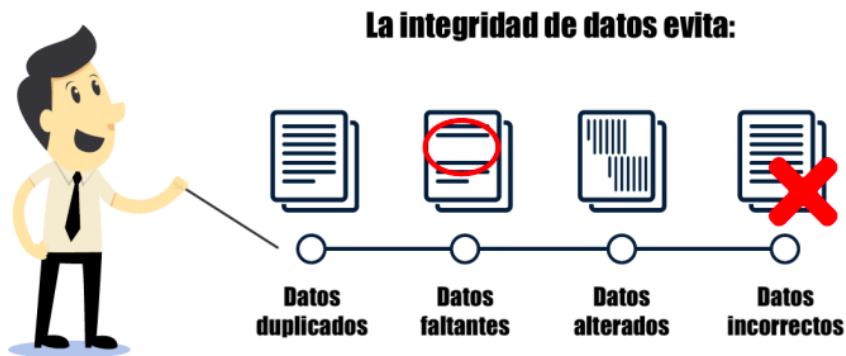 La integridad de datos evita:
Datos
duplicados
Datos
faltantes
Datos
alterados
Datos
incorrectos